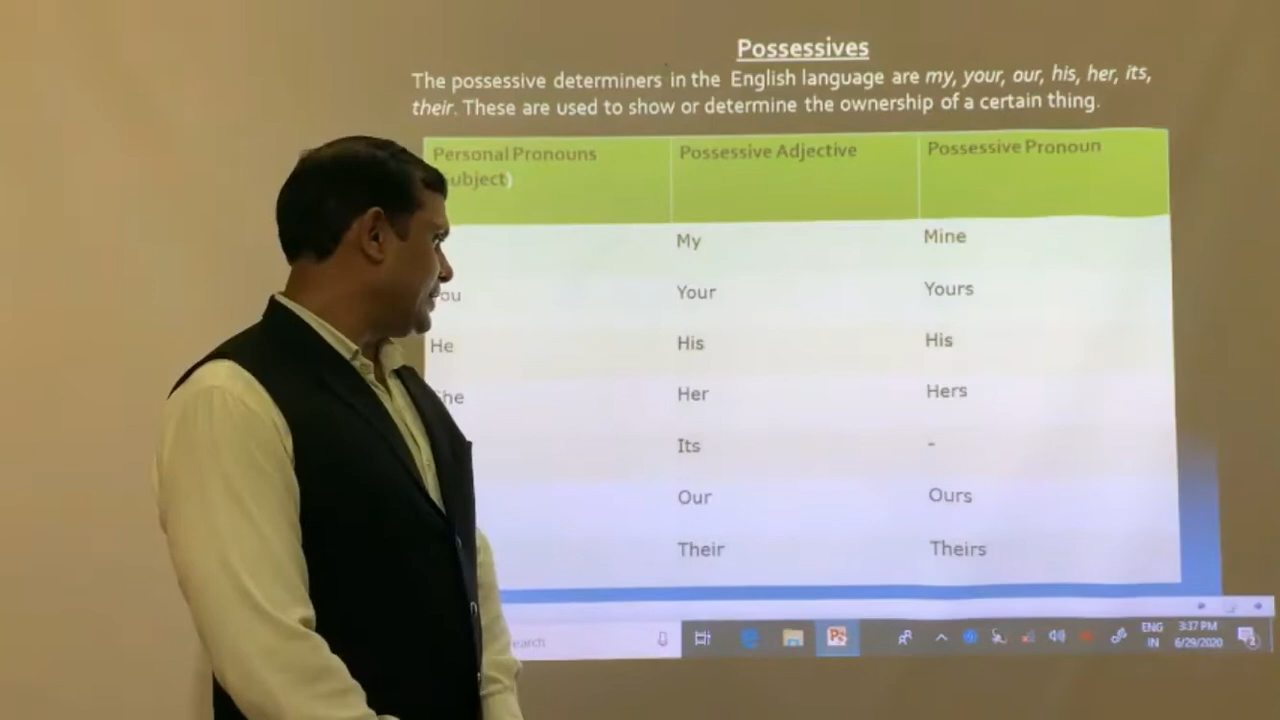 Possessives
The possessive determiners in the English language are my, your, our, his, her, its,
their. These are used to show or determine the ownership of a certain thing.
Personal Pronouns Possessive Adjective Possessive Pronoun
My Mine
Your Yours
He His His
Her Hers
Its -
Our Ours
Their Theirs
ENG 3:37 PM
IN 6/29/2020